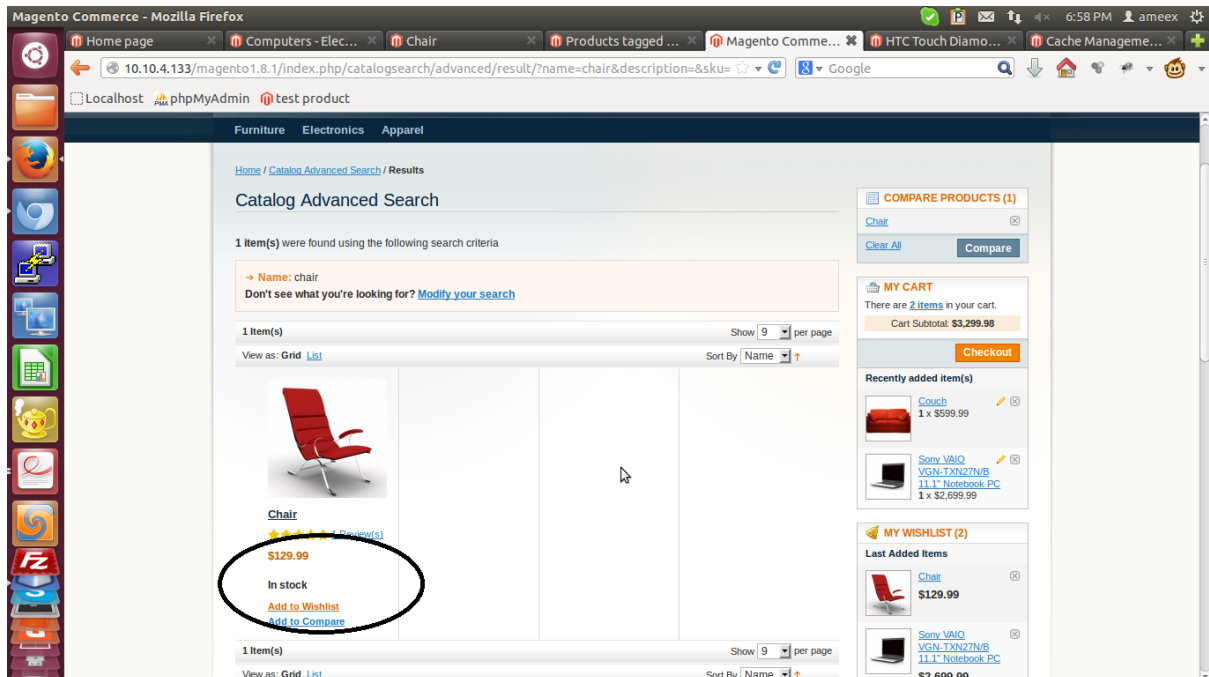 Magento Commerce - Mozilla Firefox
6:58 PM ameex
Home page
Computers - Elec...
Chair
Products tagged ...
Magento Comme...
HTC Touch Diamo...
Cache Manageme...
10.10.4.133/magento1.8.1/index.php/catalogsearch/advanced/result/?name=chair&description=&sku=
Google
Localhost
phpMyAdmin
test product
Furniture Electronics Apparel
Home / Catalog Advanced Search / Results
Catalog Advanced Search
1 item(s) were found using the following search criteria
→ Name: chair
Don't see what you're looking for? Modify your search
1 Item(s)
Show 9 per page
View as: Grid List
Sort By Name
Chair
1 Review(s)
$129.99
In stock
Add to Wishlist
Add to Compare
1 Item(s)
Show 9 per page
View as: Grid List
Sort By Name
COMPARE PRODUCTS (1)
Chair
Clear All
Compare
MY CART
There are 2 items in your cart.
Cart Subtotal: $3,299.98
Checkout
Recently added item(s)
Couch
1 x $599.99
Sony VAIO
VGN-TXN27N/B
11.1" Notebook PC
1 x $2,699.99
MY WISHLIST (2)
Last Added Items
Chair
$129.99
Sony VAIO
VGN-TXN27N/B
11.1" Notebook PC
$2,699.99